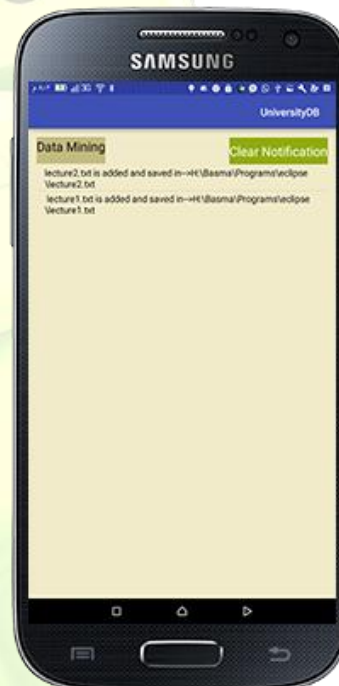 SAMSUNG
3G
UniversityDB
Data Mining
Clear Notification
lecture2.txt is added and saved in-->H:\Basma\Programs\eclipse
\lecture2.txt
lecture1.txt is added and saved in-->H:\Basma\Programs\eclipse
\lecture1.txt